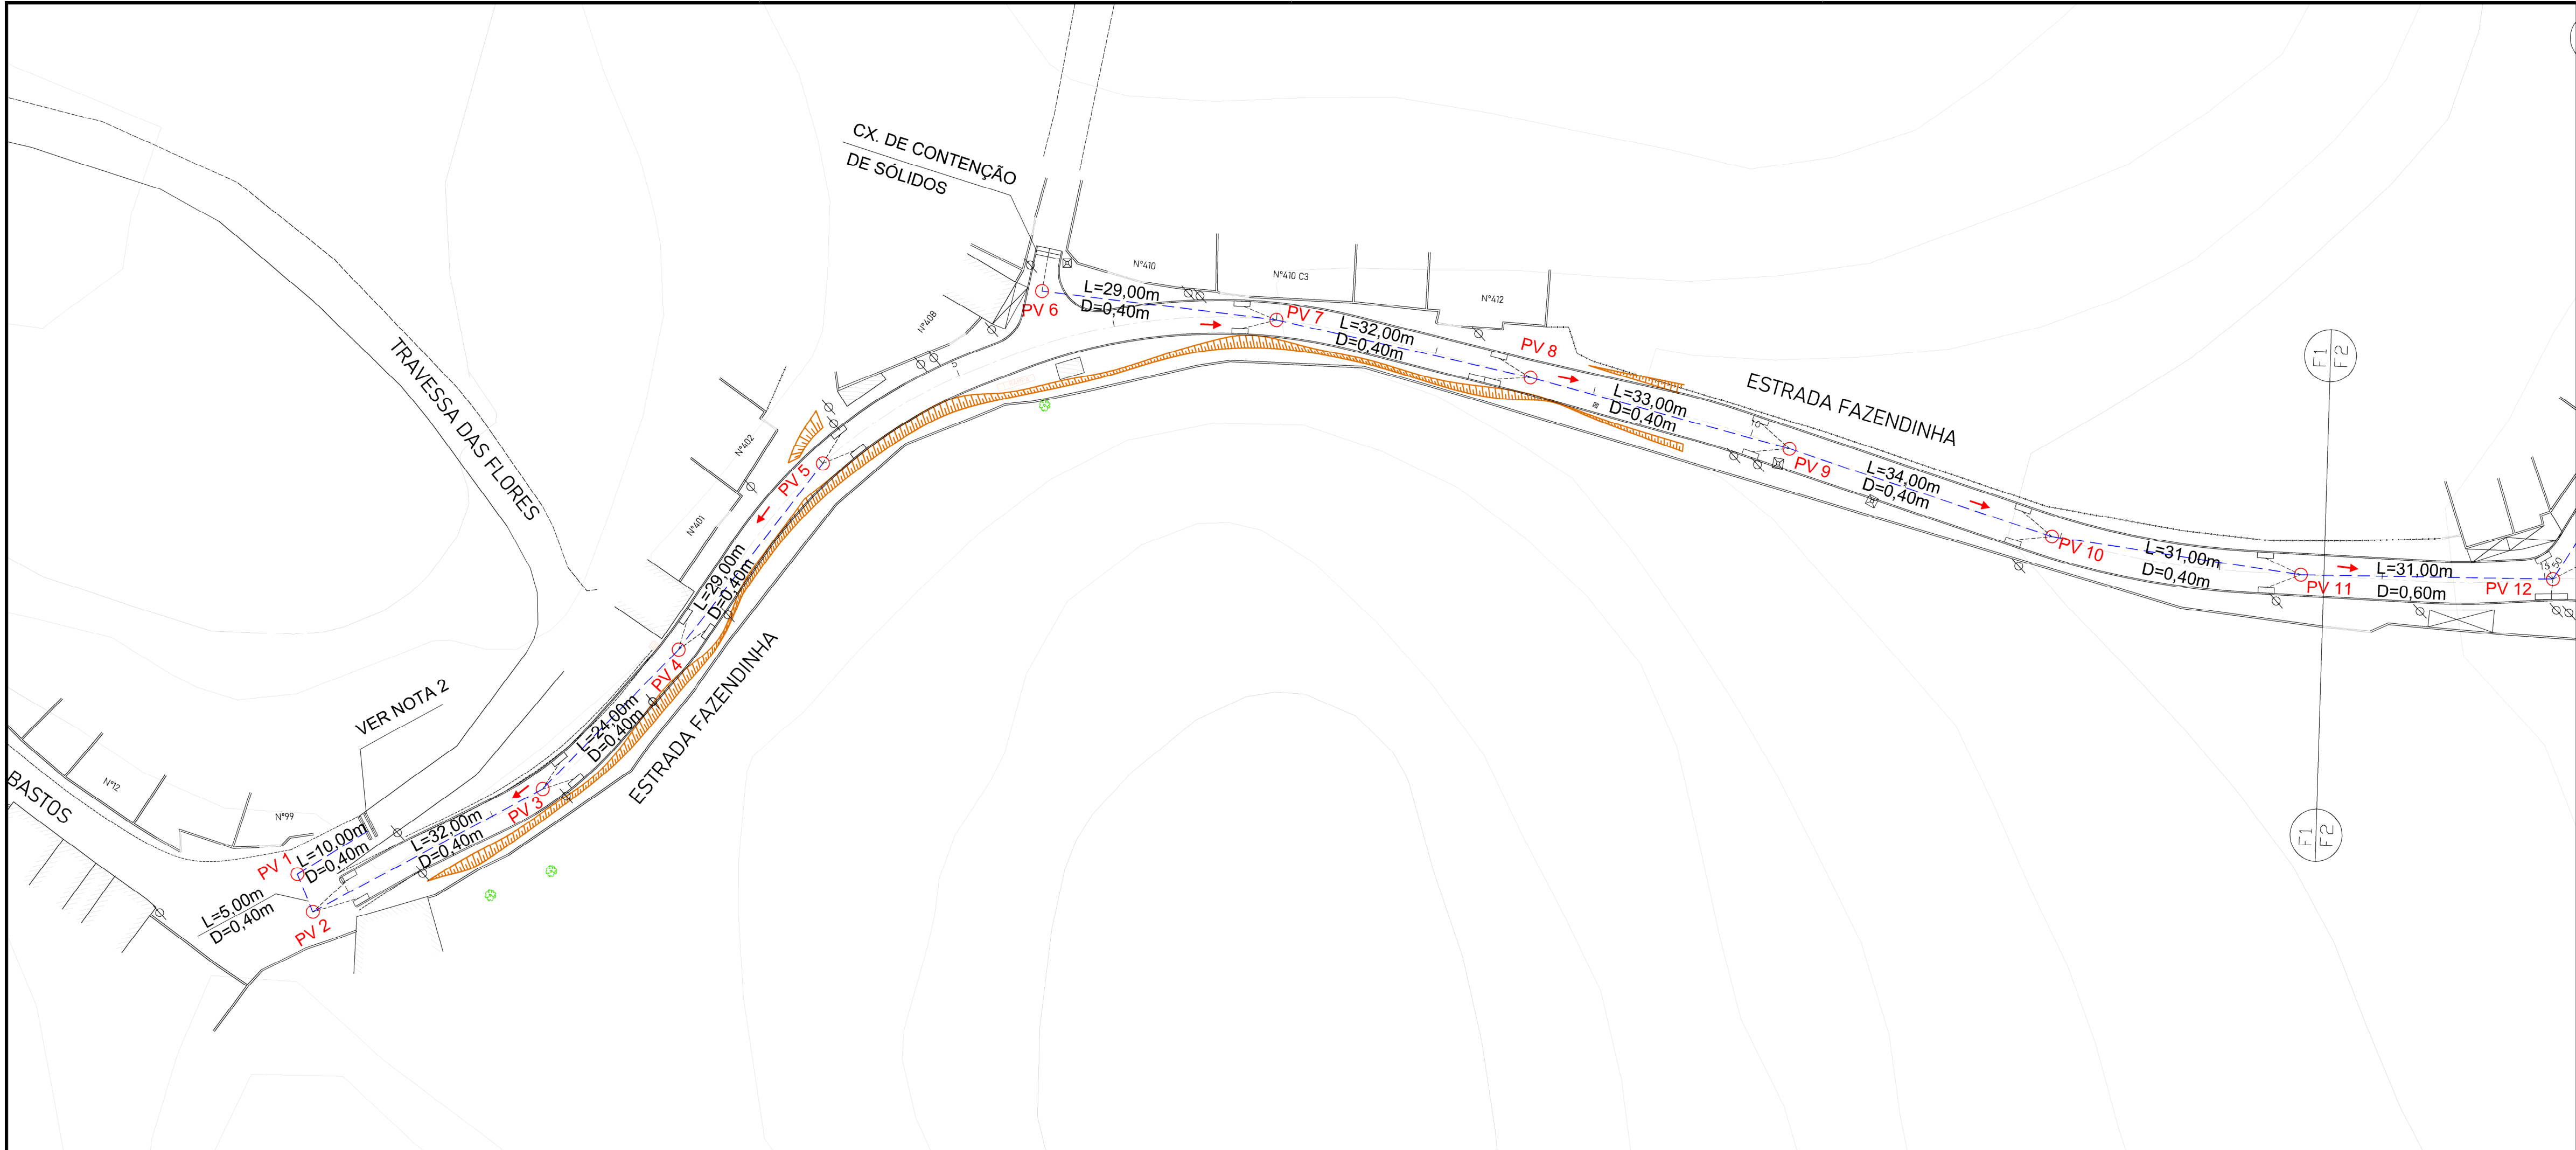 CX. DE CONTENÇÃO
DE SÓLIDOS
TRAVESSA DAS FLORES
Nº410
Nº410 C3
Nº412
Nº408
Nº402
Nº401
PV 6
L=29,00m
D=0,40m
PV 7
L=32,00m
D=0,40m
PV 8
L=33,00m
D=0,40m
ESTRADA FAZENDINHA
PV 9
L=34,00m
D=0,40m
PV 10
L=31,00m
D=0,40m
PV 11
L=31,00m
D=0,60m
PV 12
13.50
10
5
F1
F2
F1
F2
PV 5
L=29,00m
D=0,40m
PV 4
L=24,00m
D=0,40m
ESTRADA FAZENDINHA
PV 3
L=32,00m
D=0,40m
VER NOTA 2
BASTOS
Nº12
Nº99
PV 1
L=10,00m
D=0,40m
L=5,00m
D=0,40m
PV 2